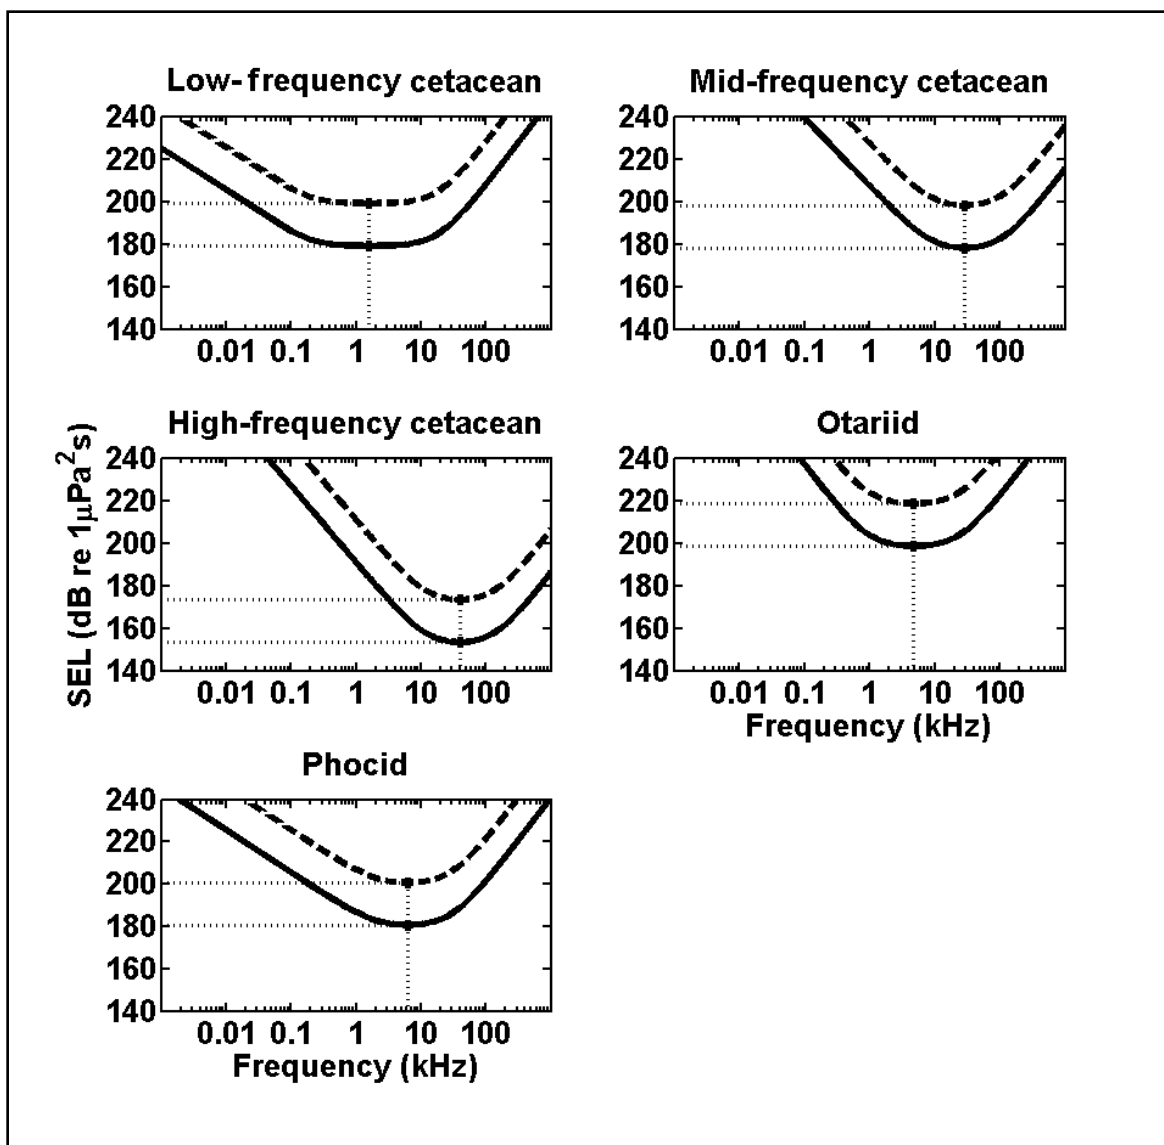 Low-frequency cetacean
240
220
200
180
160
140
0.01 0.1 1 10 100
Mid-frequency cetacean
240
220
200
180
160
140
0.01 0.1 1 10 100
SEL (dB re 1μPa²s)
High-frequency cetacean
240
220
200
180
160
140
0.01 0.1 1 10 100
Otariid
240
220
200
180
160
140
0.01 0.1 1 10 100
Frequency (kHz)
Phocid
240
220
200
180
160
140
0.01 0.1 1 10 100
Frequency (kHz)